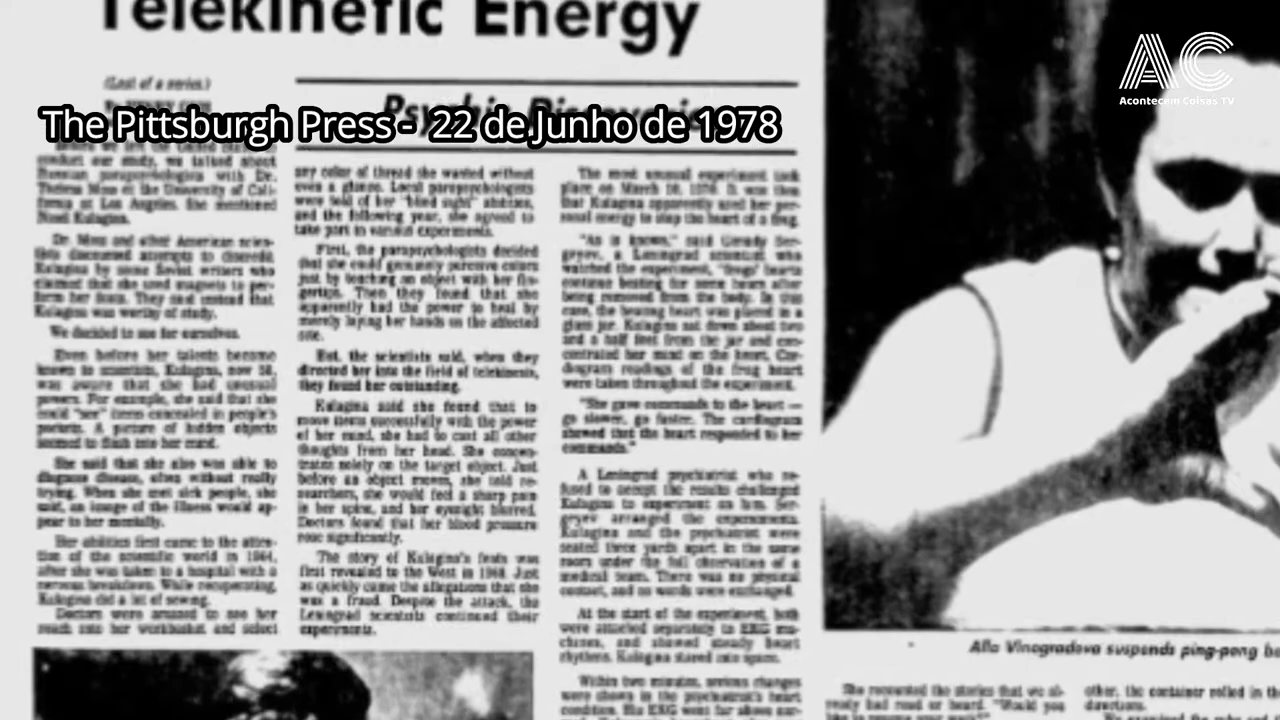 Telekinetic Energy
AC
Acontecem Coisas TV
(Last of a series.)
The Pittsburgh Press - 22 de Junho de 1978
conduct our study, we talked about
Russian parapsychologists with Dr.
Thelma Moss at the University of Cali-
fornia at Los Angeles. She mentioned
Kulagina.
Dr. Moss and other American scien-
tists discussed attempts to discredit
Kulagina by some Soviet writers who
claimed that she used magnets to per-
form her feats. They said instead that
Kulagina was worthy of study.
We decided to see for ourselves.
Even before her talents became
known to scientists, Kulagina, now 50,
was aware that she had unusual
powers. For example, she said that she
could "see" items concealed in people's
pockets. A picture of hidden objects
seemed to flash into her mind.
She said that she also was able to
diagnose disease, often without really
trying. When she met sick people, she
said, an image of the illness would ap-
pear to her mentally.
Her abilities first came to the atten-
tion of the scientific world in 1964,
after she was taken to a hospital with a
nervous breakdown. While recuperating,
Kulagina did a lot of sewing.
Doctors were amazed to see her
reach into her workbasket and select
any color of thread she wanted without
even a glance. Local parapsychologists
were told of her "blind sight" abilities,
and the following year, she agreed to
take part in various experiments.
First, the parapsychologists decided
that she could genuinely perceive colors
just by touching an object with her fin-
gertips. Then they found that she
apparently had the power to heal by
merely laying her hands on the affected
site.
But, the scientists said, when they
directed her into the field of telekinesis,
they found her outstanding.
Kulagina said she found that to
move items successfully with the power
of her mind, she had to cast all other
thoughts from her head. She concen-
trates solely on the target object. Just
before an object moves, she told re-
searchers, she would feel a sharp pain
in her spine, and her eyesight blurred.
Doctors found that her blood pressure
rose significantly.
The story of Kulagina's feats was
first revealed to the West in 1968. Just
as quickly came the allegations that she
was a fraud. Despite the attack, the
Leningrad scientists continued their
experiments.
The most unusual experiment took
place on March 10, 1970. It was then
that Kulagina apparently used her per-
sonal energy to stop the heart of a frog.
"As is known," said Genady Ser-
geyev, a Leningrad scientist who
watched the experiment, "frogs' hearts
continue beating for some hours after
being removed from the body. In this
case, the beating heart was placed in a
glass jar. Kulagina sat down about two
and a half feet from the jar and con-
centrated her mind on the heart. Car-
diogram readings of the frog heart
were taken throughout the experiment.
"She gave commands to the heart —
go slower, go faster. The cardiogram
showed that the heart responded to her
commands."
A Leningrad psychiatrist who re-
fused to accept the results challenged
Kulagina to experiment on him. Ser-
geyev arranged the experiments.
Kulagina and the psychiatrist were
seated three yards apart in the same
room under the full observation of a
medical team. There was no physical
contact, and no words were exchanged.
At the start of the experiment, both
were attached separately to EKG ma-
chines, and showed steady heart
rhythms. Kulagina stared into space.
Within two minutes, serious changes
were shown in the psychiatrist's heart
condition. His EKG went far above
Alla Vinogradova suspends ping-pong
She recounted the stories that we al-
ready had read or heard. "Would you
other, the container rolled in
directions.